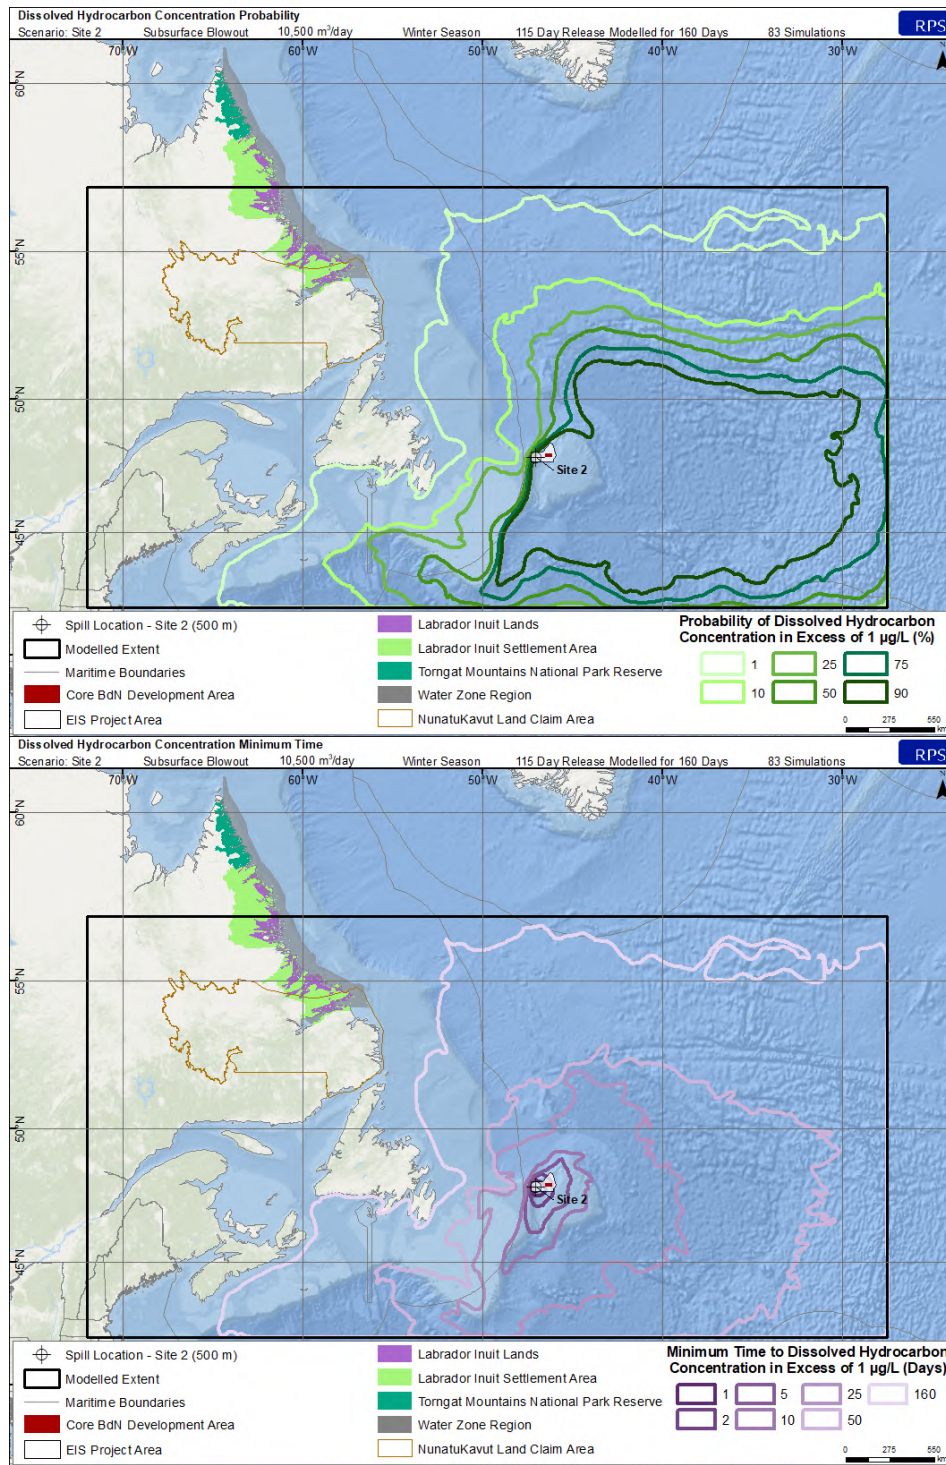 Dissolved Hydrocarbon Concentration Probability
Scenario: Site 2 Subsurface Blowout 10,500 m³/day Winter Season 115 Day Release Modelled for 160 Days 83 Simulations
RPS
70°W 60°W 50°W 40°W 30°W
N
60°N
55°N
50°N
Site 2
45°N
Spill Location - Site 2 (500 m)
Modelled Extent
Maritime Boundaries
Core BdN Development Area
EIS Project Area
Labrador Inuit Lands
Labrador Inuit Settlement Area
Torngat Mountains National Park Reserve
Water Zone Region
NunatuKavut Land Claim Area
Probability of Dissolved Hydrocarbon
Concentration in Excess of 1 µg/L (%)
1 25 75
10 50 90
0 275 550
km
Dissolved Hydrocarbon Concentration Minimum Time
Scenario: Site 2 Subsurface Blowout 10,500 m³/day Winter Season 115 Day Release Modelled for 160 Days 83 Simulations
RPS
70°W 60°W 50°W 40°W 30°W
N
60°N
55°N
50°N
Site 2
45°N
Spill Location - Site 2 (500 m)
Modelled Extent
Maritime Boundaries
Core BdN Development Area
EIS Project Area
Labrador Inuit Lands
Labrador Inuit Settlement Area
Torngat Mountains National Park Reserve
Water Zone Region
NunatuKavut Land Claim Area
Minimum Time to Dissolved Hydrocarbon
Concentration in Excess of 1 µg/L (Days)
1 5 25 160
2 10 50
0 275 550
km